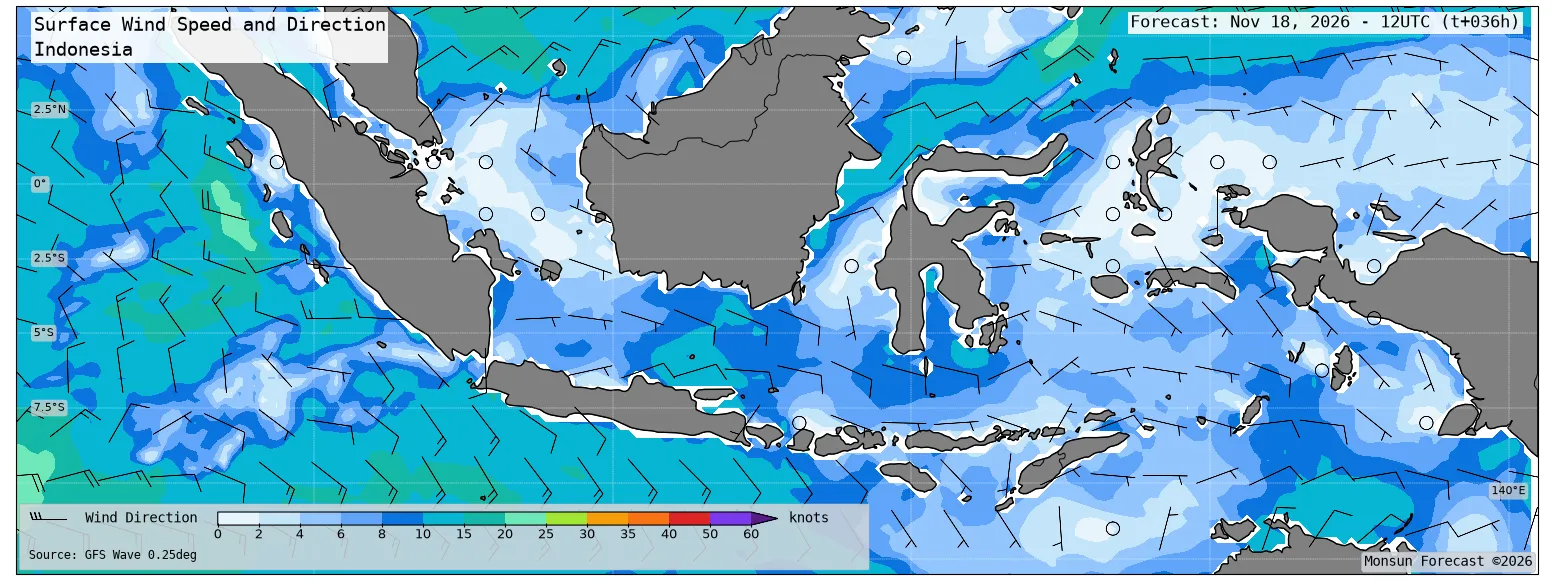 Surface Wind Speed and Direction
Indonesia
Forecast: Nov 18, 2026 - 12UTC (t+036h)
2.5°N
0°
2.5°S
5°S
7.5°S
140°E
Wind Direction
0 2 4 6 8 10 15 20 25 30 35 40 50 60
knots
Source: GFS Wave 0.25deg
Monsun Forecast ©2026